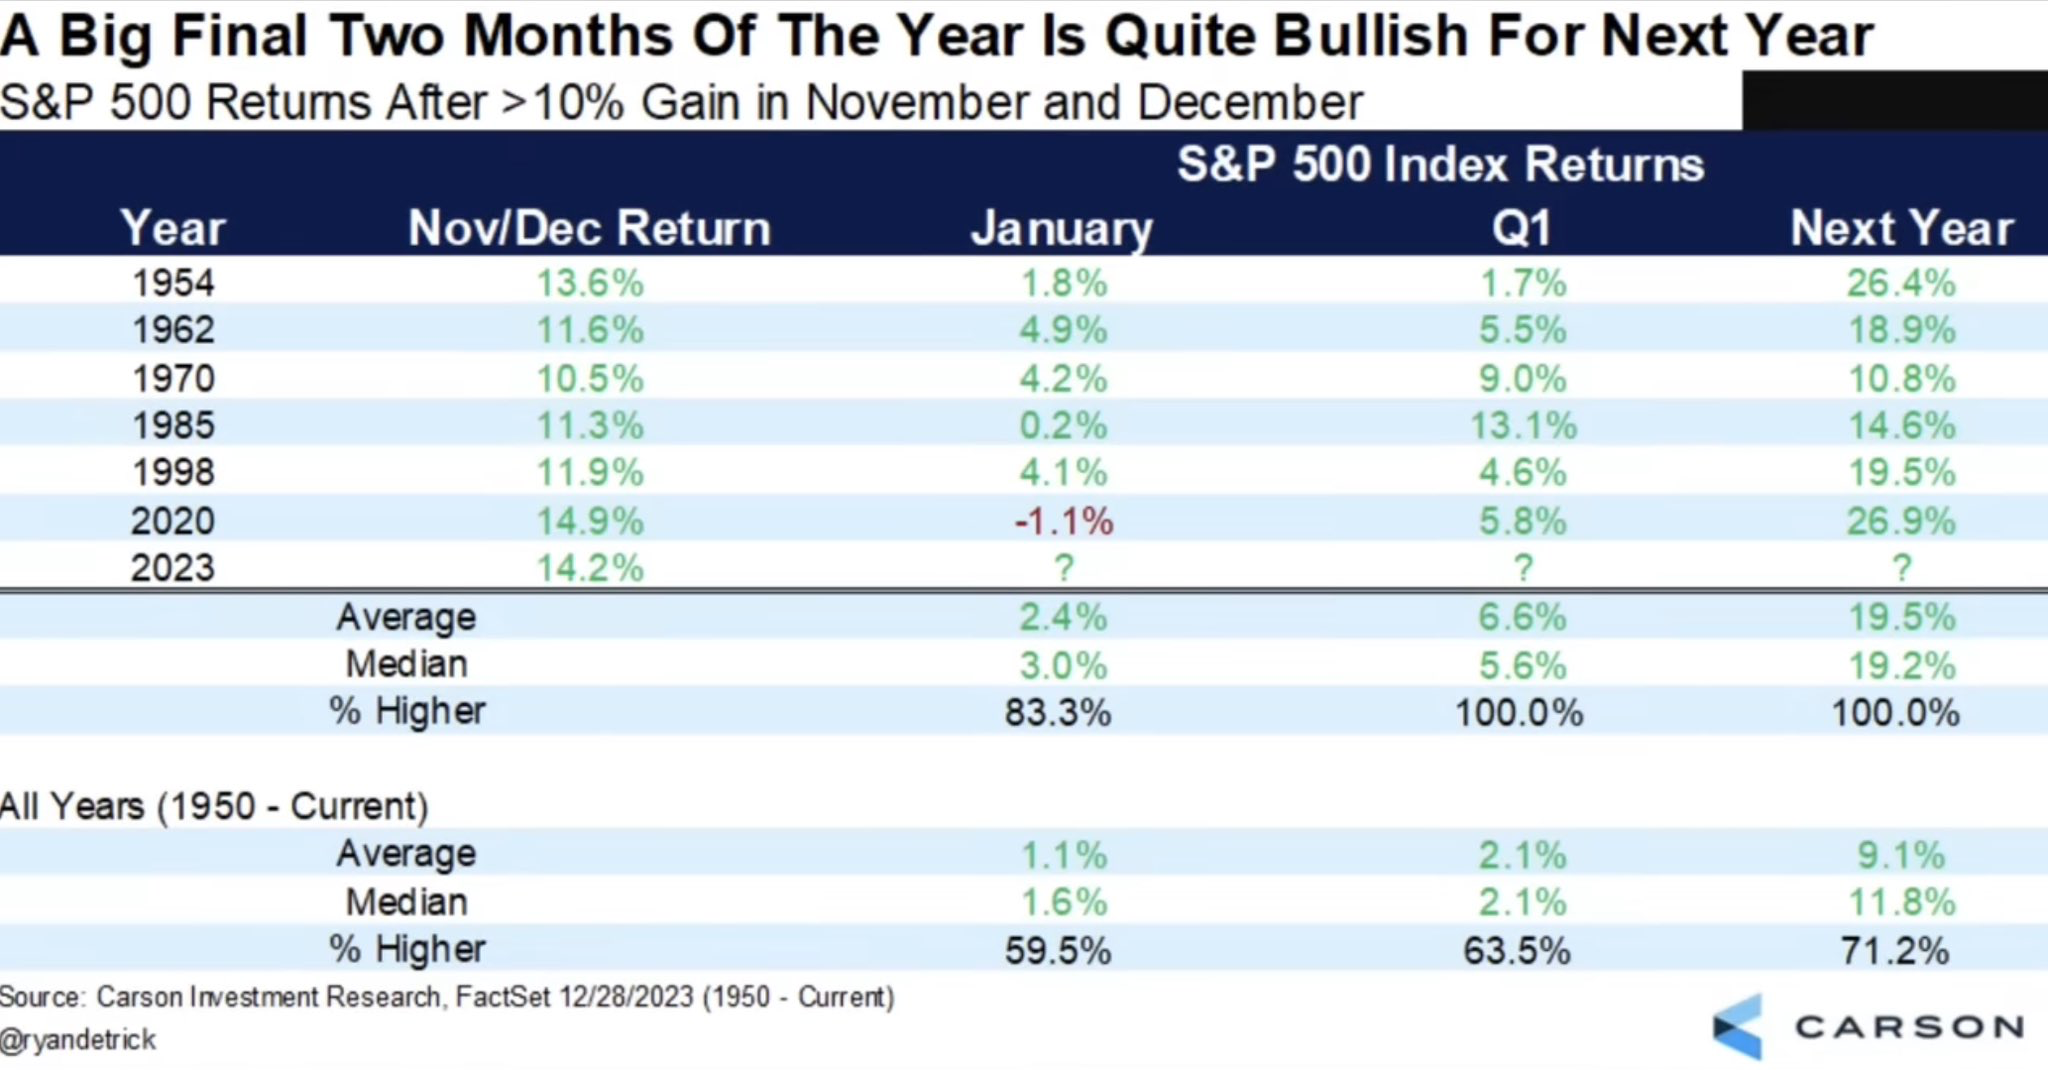 A Big Final Two Months Of The Year Is Quite Bullish For Next Year
S&P 500 Returns After >10% Gain in November and December
S&P 500 Index Returns
Year Nov/Dec Return January Q1 Next Year
1954 13.6% 1.8% 1.7% 26.4%
1962 11.6% 4.9% 5.5% 18.9%
1970 10.5% 4.2% 9.0% 10.8%
1985 11.3% 0.2% 13.1% 14.6%
1998 11.9% 4.1% 4.6% 19.5%
2020 14.9% -1.1% 5.8% 26.9%
2023 14.2% ? ? ?
Average 2.4% 6.6% 19.5%
Median 3.0% 5.6% 19.2%
% Higher 83.3% 100.0% 100.0%
All Years (1950 - Current)
Average 1.1% 2.1% 9.1%
Median 1.6% 2.1% 11.8%
% Higher 59.5% 63.5% 71.2%
Source: Carson Investment Research, FactSet 12/28/2023 (1950 - Current)
@ryandetrick
CARSON